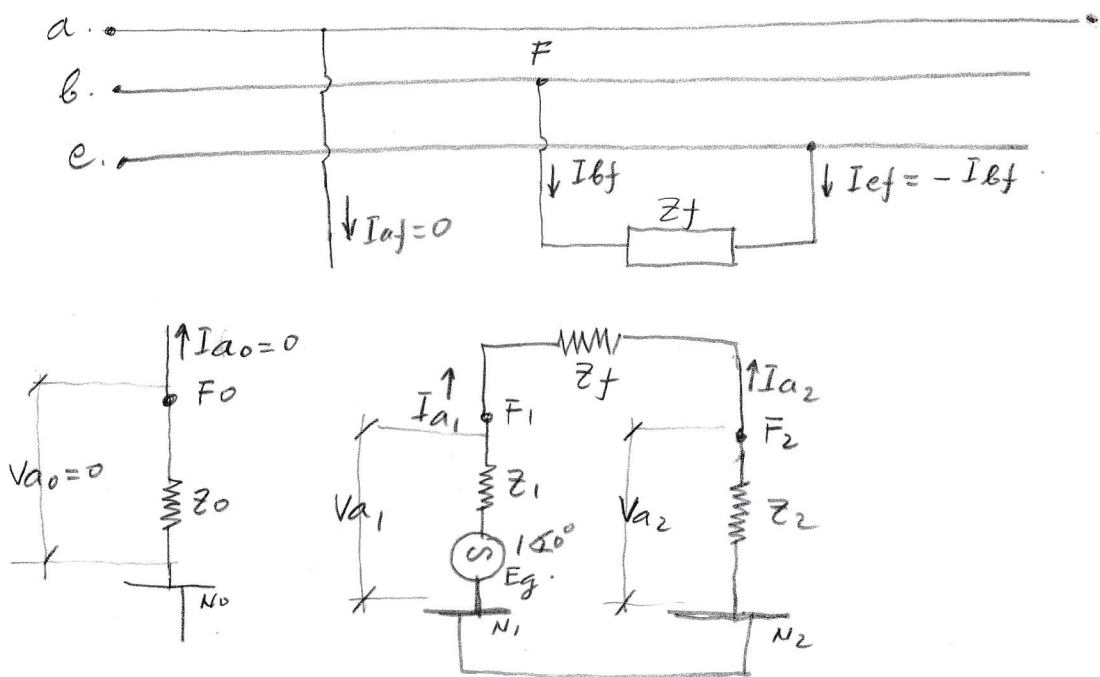 a.
F
b.
c.
Ibf
Icf = - Ibf.
Zf
Iaf=0
Ia0=0
F0
Va0=0
Z0
N0
Zf
Ia1
F1
Ia2
F2
Va1
Z1
Va2
Z2
1∡0°
Eg.
N1
N2